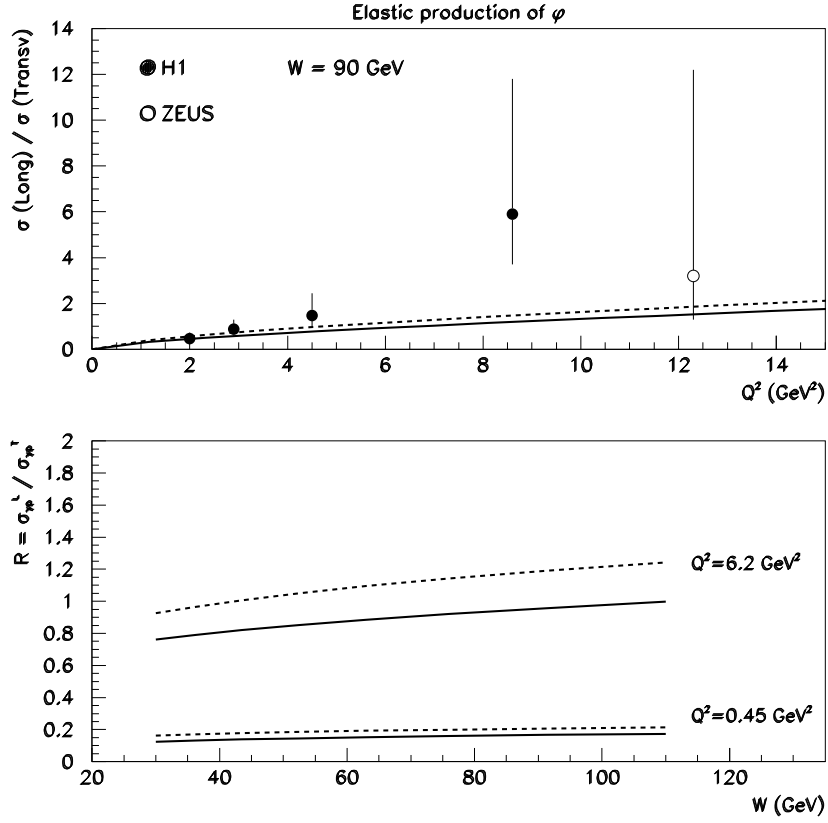 Elastic production of φ
σ (Long) / σ (Transv)
14
12
10
8
6
4
2
0
H1
W = 90 GeV
ZEUS
0 2 4 6 8 10 12 14
Q² (GeV²)
R = σγp^L / σγp^T
2
1.8
1.6
1.4
1.2
1
0.8
0.6
0.4
0.2
0
Q²=6.2 GeV²
Q²=0.45 GeV²
20 40 60 80 100 120
W (GeV)